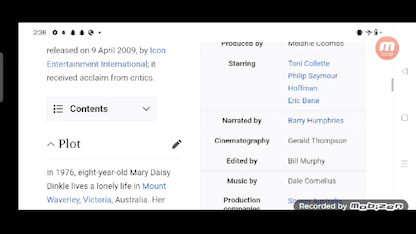 2:36
released on 9 April 2009, by Icon
Entertainment International; it
received acclaim from critics.
Contents
Plot
In 1976, eight-year-old Mary Daisy
Dinkle lives a lonely life in Mount
Waverley, Victoria, Australia. Her
Produced by Melanie Coombs
Starring Toni Collette
Philip Seymour
Hoffman
Eric Bana
Narrated by Barry Humphries
Cinematography Gerald Thompson
Edited by Bill Murphy
Music by Dale Cornelius
Production
companies
Screen Australia
Recorded by Mobizen